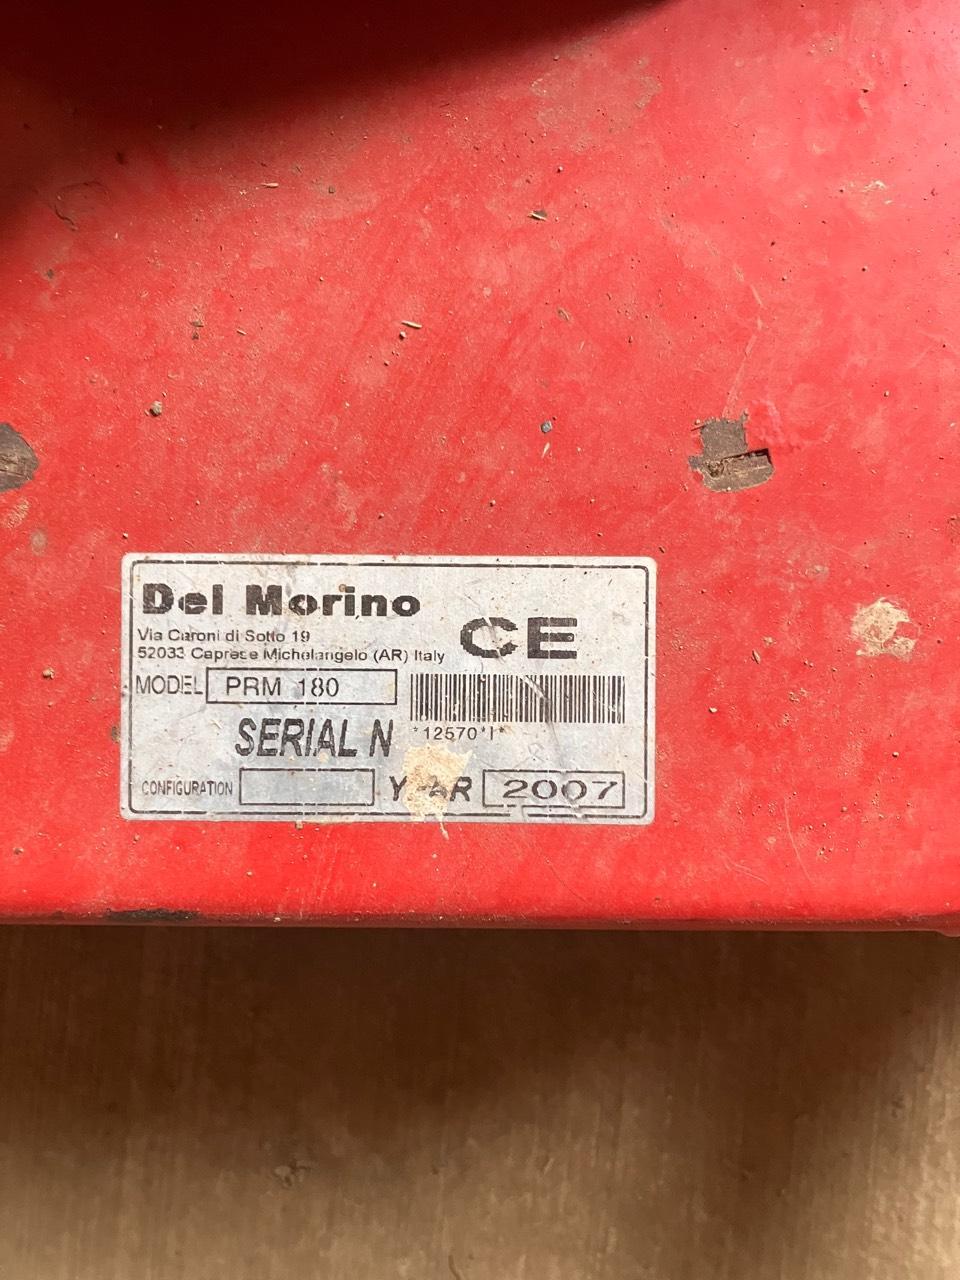 Del Morino
Via Caroni di Sotto 19
52033 Caprese Michelangelo (AR) Italy
CE
MODEL PRM 180
SERIAL N *12570*I*
CONFIGURATION YEAR 2007